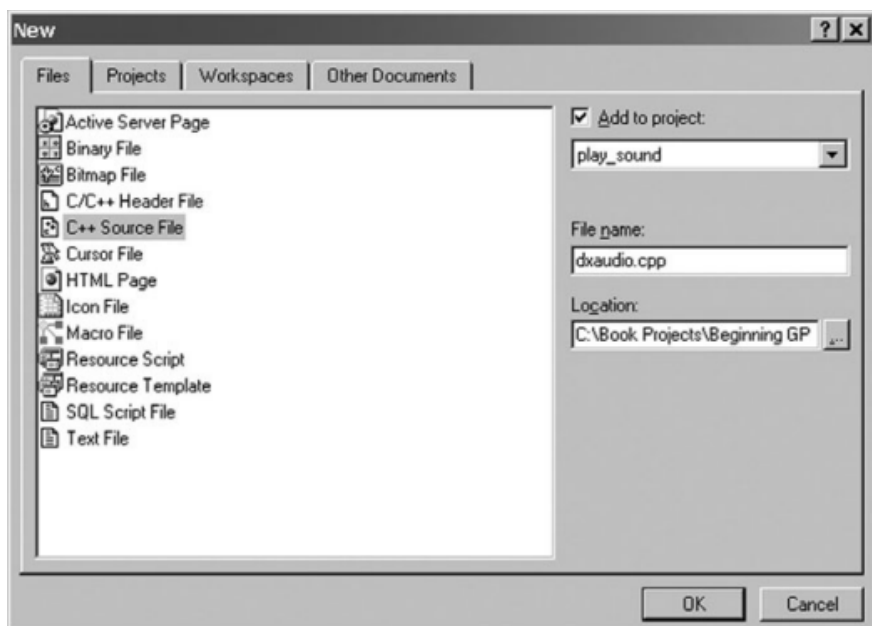 New
Files Projects Workspaces Other Documents
Active Server Page
Binary File
Bitmap File
C/C++ Header File
C++ Source File
Cursor File
HTML Page
Icon File
Macro File
Resource Script
Resource Template
SQL Script File
Text File
Add to project:
play_sound
File name:
dxaudio.cpp
Location:
C:\Book Projects\Beginning GP
...
OK Cancel